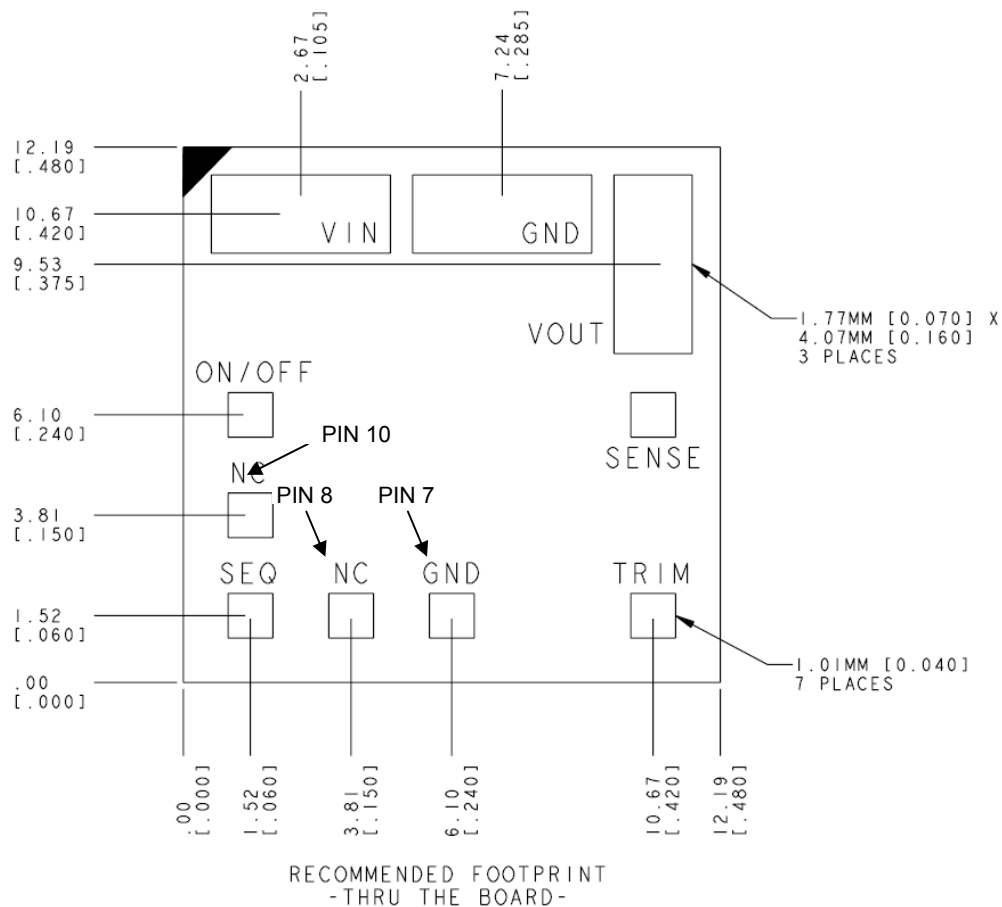 2.67
[.105]
7.24
[.285]
12.19
[.480]
10.67
[.420]
VIN
GND
9.53
[.375]
1.77MM [0.070] X
4.07MM [0.160]
3 PLACES
VOUT
ON/OFF
6.10
[.240]
PIN 10
SENSE
NC
PIN 8
PIN 7
3.81
[.150]
SEQ
NC
GND
TRIM
1.52
[.060]
1.01MM [0.040]
7 PLACES
.00
[.000]
.00
[.000]
1.52
[.060]
3.81
[.150]
6.10
[.240]
10.67
[.420]
12.19
[.480]
RECOMMENDED FOOTPRINT
-THRU THE BOARD-